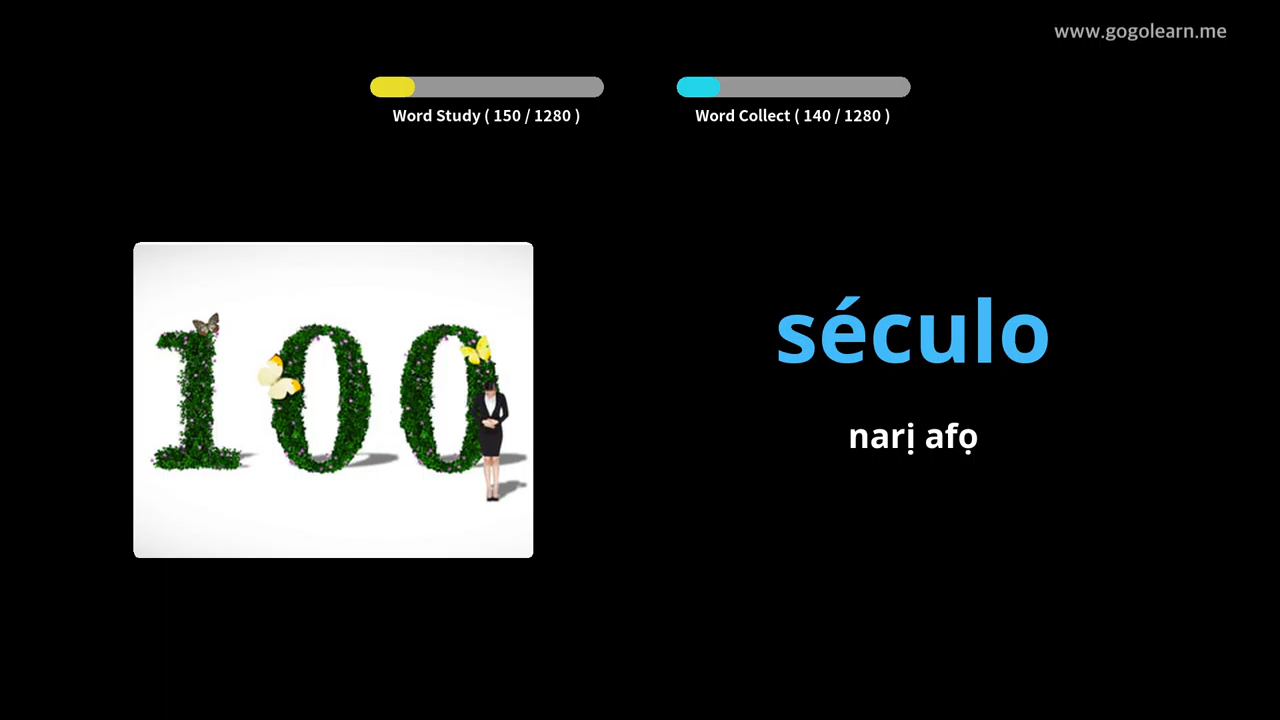 www.gogolearn.me
Word Study ( 150 / 1280 )
Word Collect ( 140 / 1280 )
100
século
narị afọ